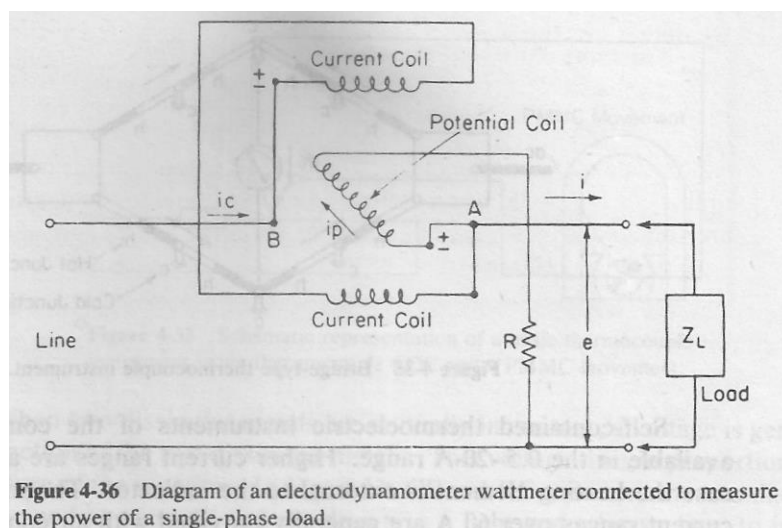 Current Coil
+
−
Potential Coil
ic
ip
A
i
B
+
−
Current Coil
R
e
Z_L
Line
Load
Figure 4-36 Diagram of an electrodynamometer wattmeter connected to measure
the power of a single-phase load.